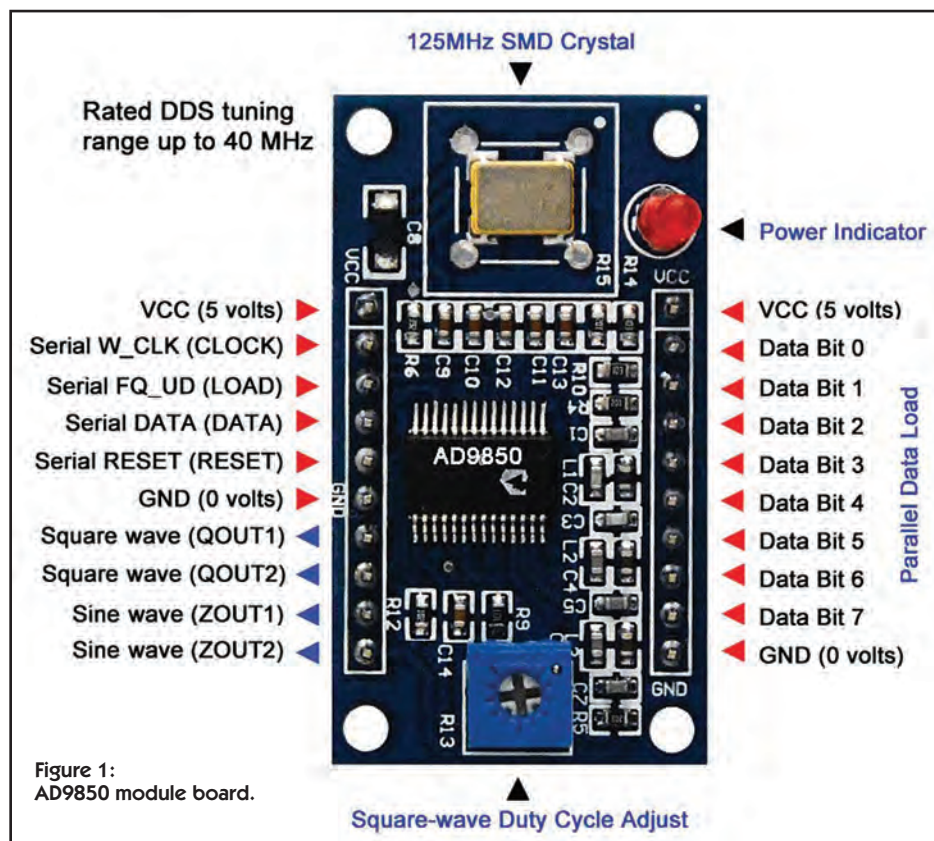 125MHz SMD Crystal
Rated DDS tuning
range up to 40 MHz
Power Indicator
C8
VCC
R15
R14
VCC
VCC (5 volts)
Serial W_CLK (CLOCK)
Serial FQ_UD (LOAD)
Serial DATA (DATA)
Serial RESET (RESET)
GND (0 volts)
Square wave (QOUT1)
Square wave (QOUT2)
Sine wave (ZOUT1)
Sine wave (ZOUT2)
GND
R6
C9
C10
C12
C11
C13
R10
R4
C1
AD9850
L1
C2
C3
L2
C4
C5
R12
C14
R9
R13
C7
R5
GND
VCC (5 volts)
Data Bit 0
Data Bit 1
Data Bit 2
Data Bit 3
Data Bit 4
Data Bit 5
Data Bit 6
Data Bit 7
GND (0 volts)
Parallel Data Load
Figure 1:
AD9850 module board.
Square-wave Duty Cycle Adjust